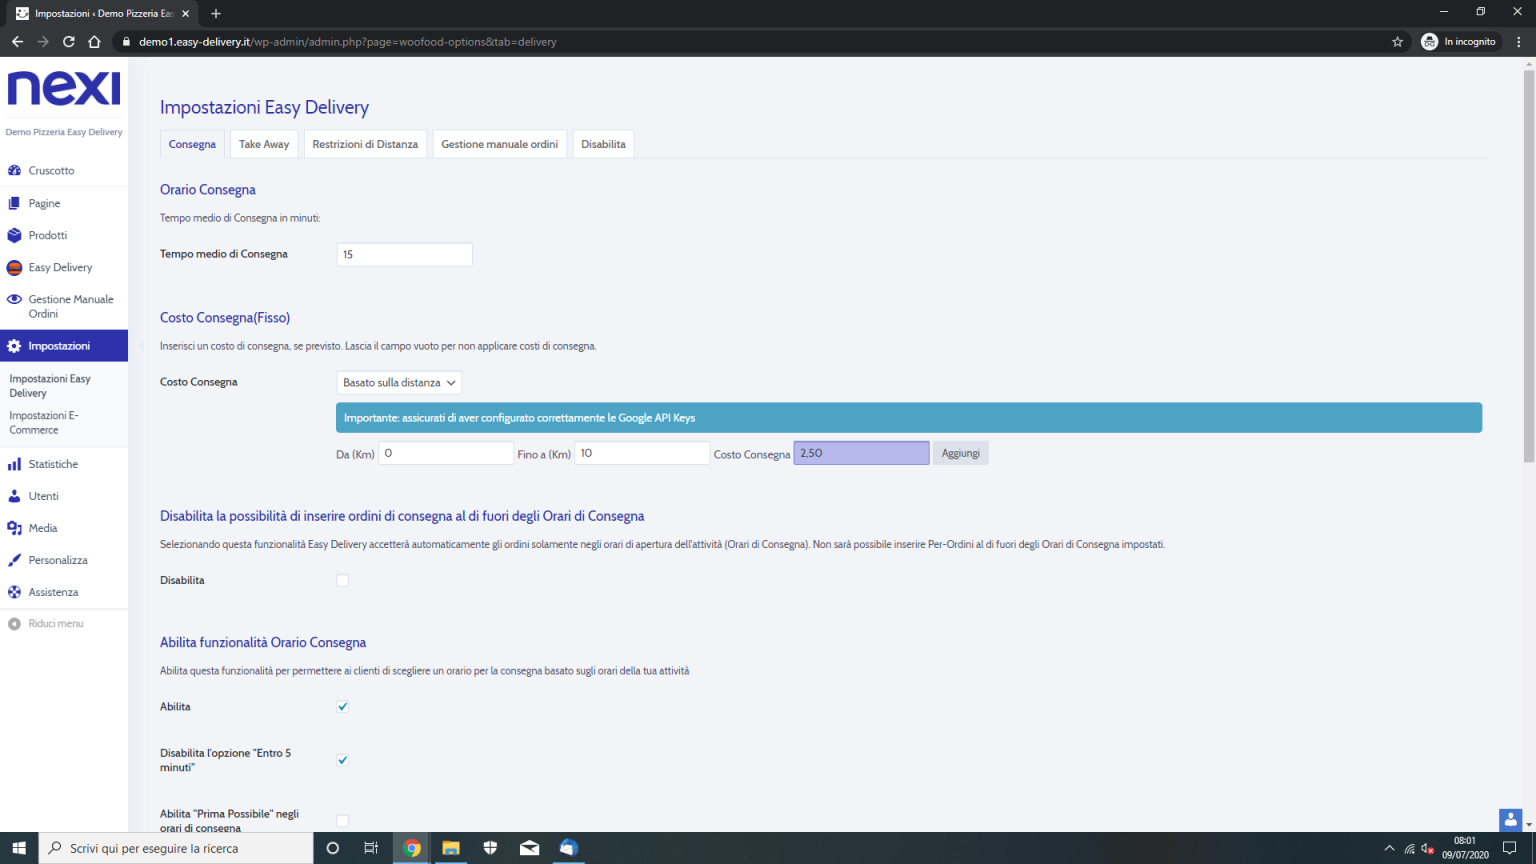 Impostazioni ‹ Demo Pizzeria Eas
demo1.easy-delivery.it/wp-admin/admin.php?page=woofood-options&tab=delivery
In incognito
nexi
Demo Pizzeria Easy Delivery
Cruscotto
Pagine
Prodotti
Easy Delivery
Gestione Manuale
Ordini
Impostazioni
Impostazioni Easy
Delivery
Impostazioni E-
Commerce
Statistiche
Utenti
Media
Personalizza
Assistenza
Riduci menu
Impostazioni Easy Delivery
Consegna Take Away Restrizioni di Distanza Gestione manuale ordini Disabilita
Orario Consegna
Tempo medio di Consegna in minuti:
Tempo medio di Consegna 15
Costo Consegna(Fisso)
Inserisci un costo di consegna, se previsto. Lascia il campo vuoto per non applicare costi di consegna.
Costo Consegna Basato sulla distanza
Importante: assicurati di aver configurato correttamente le Google API Keys
Da (Km) 0 Fino a (Km) 10 Costo Consegna 2,50 Aggiungi
Disabilita la possibilità di inserire ordini di consegna al di fuori degli Orari di Consegna
Selezionando questa funzionalità Easy Delivery accetterà automaticamente gli ordini solamente negli orari di apertura dell'attività (Orari di Consegna). Non sarà possibile inserire Per-Ordini al di fuori degli Orari di Consegna impostati.
Disabilita
Abilita funzionalità Orario Consegna
Abilita questa funzionalità per permettere ai clienti di scegliere un orario per la consegna basato sugli orari della tua attività
Abilita
Disabilita l'opzione "Entro 5
minuti"
Abilita "Prima Possibile" negli
orari di consegna
Scrivi qui per eseguire la ricerca
08:01
09/07/2020